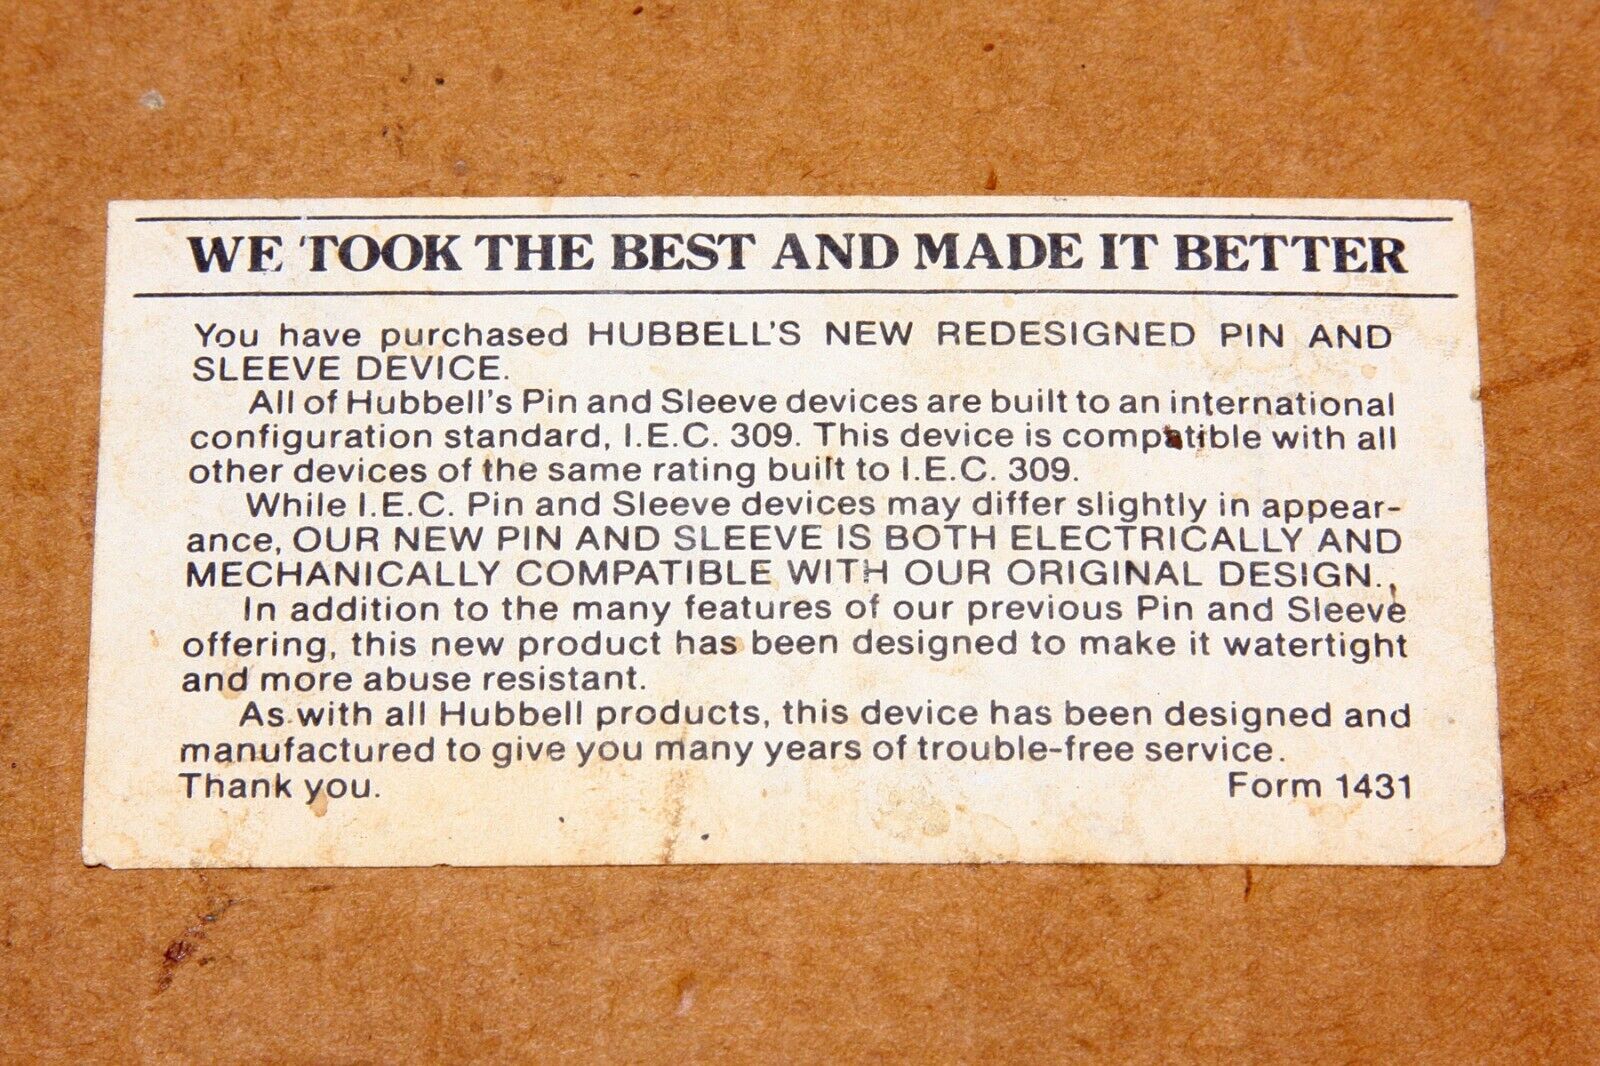 WE TOOK THE BEST AND MADE IT BETTER
You have purchased HUBBELL'S NEW REDESIGNED PIN AND
SLEEVE DEVICE.
All of Hubbell's Pin and Sleeve devices are built to an international
configuration standard, I.E.C. 309. This device is compatible with all
other devices of the same rating built to I.E.C. 309.
While I.E.C. Pin and Sleeve devices may differ slightly in appear-
ance, OUR NEW PIN AND SLEEVE IS BOTH ELECTRICALLY AND
MECHANICALLY COMPATIBLE WITH OUR ORIGINAL DESIGN.
In addition to the many features of our previous Pin and Sleeve
offering, this new product has been designed to make it watertight
and more abuse resistant.
As with all Hubbell products, this device has been designed and
manufactured to give you many years of trouble-free service.
Thank you. Form 1431